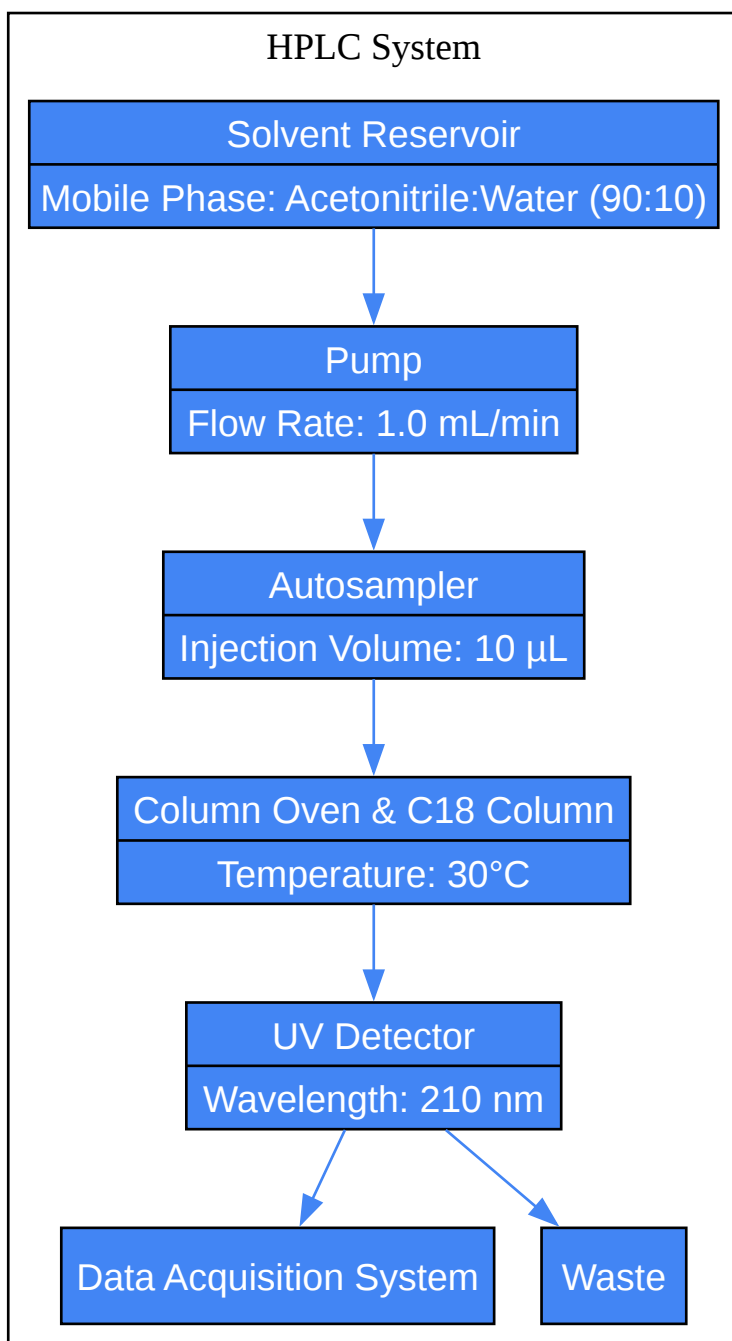 HPLC System
Solvent Reservoir
Mobile Phase: Acetonitrile:Water (90:10)
Pump
Flow Rate: 1.0 mL/min
Autosampler
Injection Volume: 10 µL
Column Oven & C18 Column
Temperature: 30°C
UV Detector
Wavelength: 210 nm
Data Acquisition System
Waste